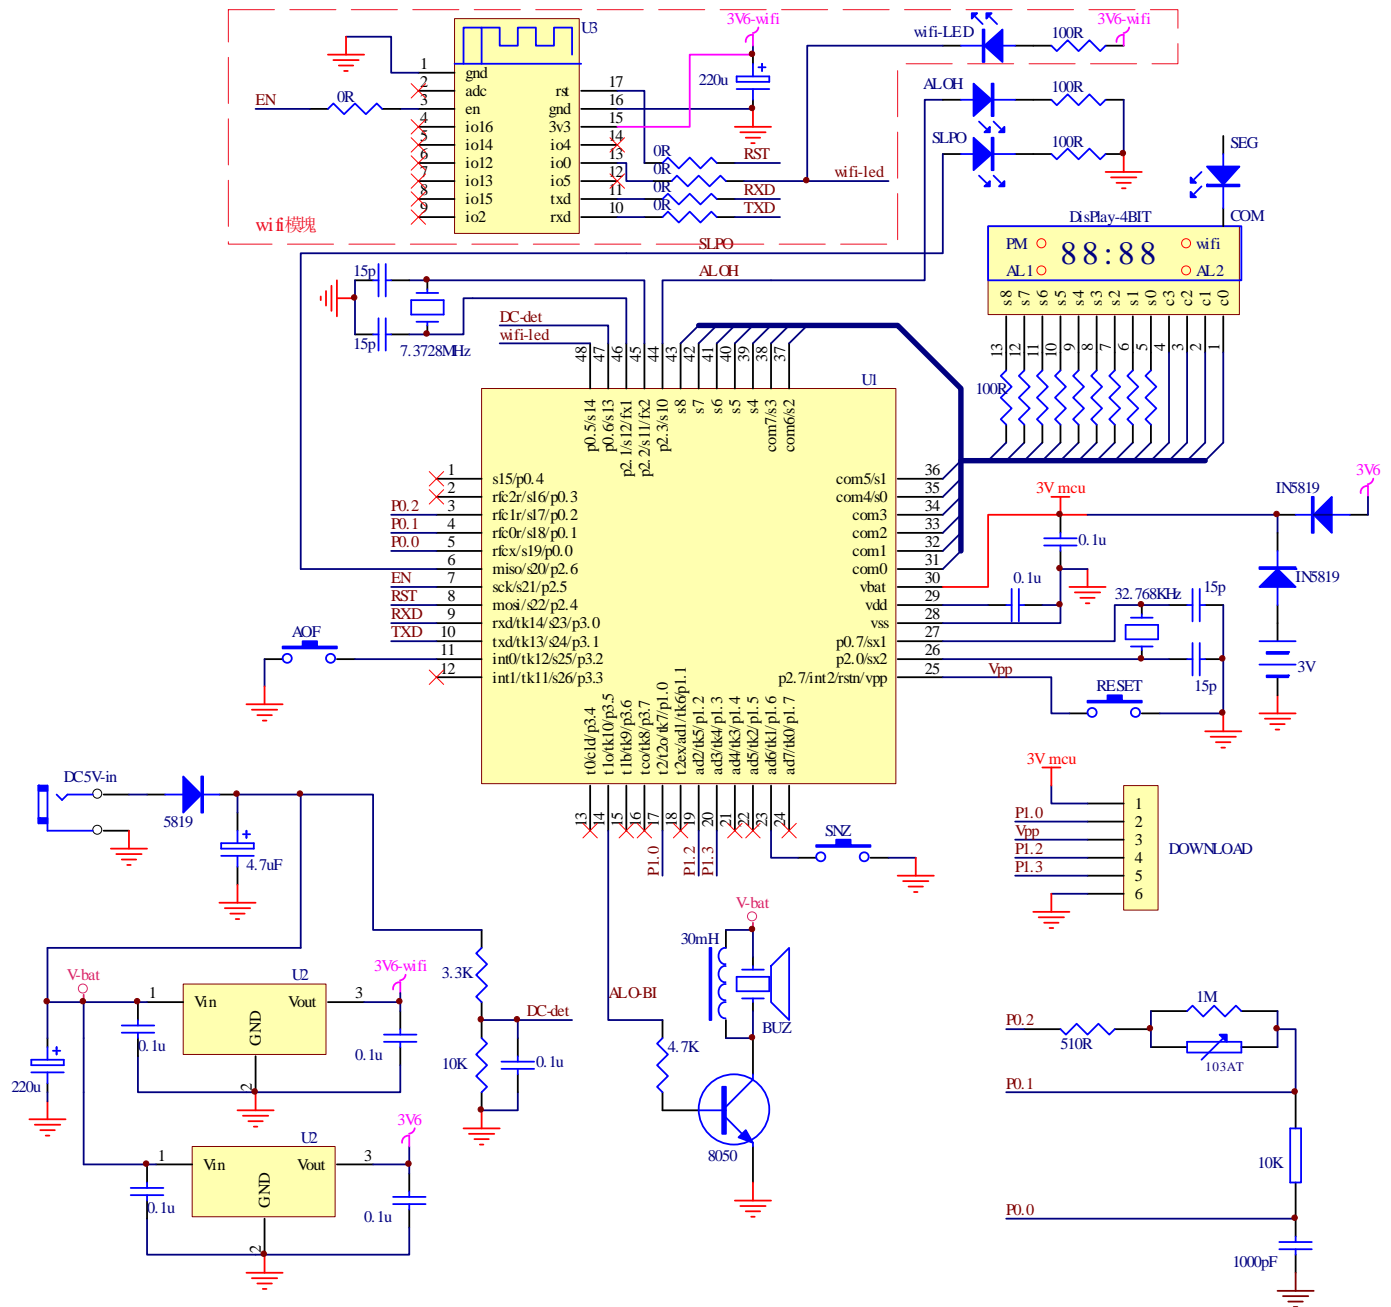 U3
3V6-wifi
wifi-LED
100R
3V6-wifi
1
gnd
2
adc
3
en
4
io16
5
io14
6
io12
7
io13
8
io15
9
io2
EN
0R
17
rst
16
gnd
15
3v3
14
io4
13
io0
12
io5
11
txd
10
rxd
220u
0R
RST
0R
wifi-led
0R
RXD
0R
TXD
wifi模塊
ALOH
100R
SLPO
100R
SEG
COM
DisPlay-4BIT
PM
88:88
wifi
AL1
AL2
s8
s7
s6
s5
s4
s3
s2
s1
s0
c3
c2
c1
c0
13
12
11
10
9
8
7
6
5
4
3
2
1
100R
SLPO
ALOH
15p
15p
7.3728MHz
DC-det
wifi-led
48
47
46
45
44
43
42
41
40
39
38
37
U1
p0.5/s14
p0.6/s13
p2.1/s12/fx1
p2.2/s11/fx2
p2.3/s10
s8
s7
s6
s5
s4
com7/s3
com6/s2
1
s15/p0.4
2
rfc2r/s16/p0.3
P0.2
3
rfc1r/s17/p0.2
P0.1
4
rfc0r/s18/p0.1
P0.0
5
rfcx/s19/p0.0
6
miso/s20/p2.6
EN
7
sck/s21/p2.5
RST
8
mosi/s22/p2.4
RXD
9
rxd/tk14/s23/p3.0
TXD
10
txd/tk13/s24/p3.1
11
int0/tk12/s25/p3.2
12
int1/tk11/s26/p3.3
AOF
com5/s1
36
com4/s0
35
com3
34
com2
33
com1
32
com0
31
vbat
30
vdd
29
vss
28
p0.7/sx1
27
p2.0/sx2
26
p2.7/int2/rstn/vpp
25
t0/c1d/p3.4
t1o/tk10/p3.5
t1b/tk9/p3.6
tco/tk8/p3.7
t2/t2o/tk7/p1.0
t2ex/ad1/tk6/p1.1
ad2/tk5/p1.2
ad3/tk4/p1.3
ad4/tk3/p1.4
ad5/tk2/p1.5
ad6/tk1/p1.6
ad7/tk0/p1.7
13
14
15
16
17
18
19
20
21
22
23
24
P1.0
P1.2
P1.3
3V mcu
0.1u
0.1u
IN5819
3V6
IN5819
32.768KHz
15p
15p
3V
Vpp
RESET
SNZ
3V mcu
P1.0
Vpp
P1.2
P1.3
1
2
3
4
5
6
DOWNLOAD
DC5V-in
5819
4.7uF
V-bat
U2
1
Vin
Vout
3
GND
2
3V6-wifi
0.1u
0.1u
220u
U2
1
Vin
Vout
3
GND
2
3V6
0.1u
0.1u
3.3K
DC-det
10K
0.1u
ALO-BI
4.7K
V-bat
30mH
BUZ
8050
P0.2
510R
1M
103AT
P0.1
10K
P0.0
1000pF